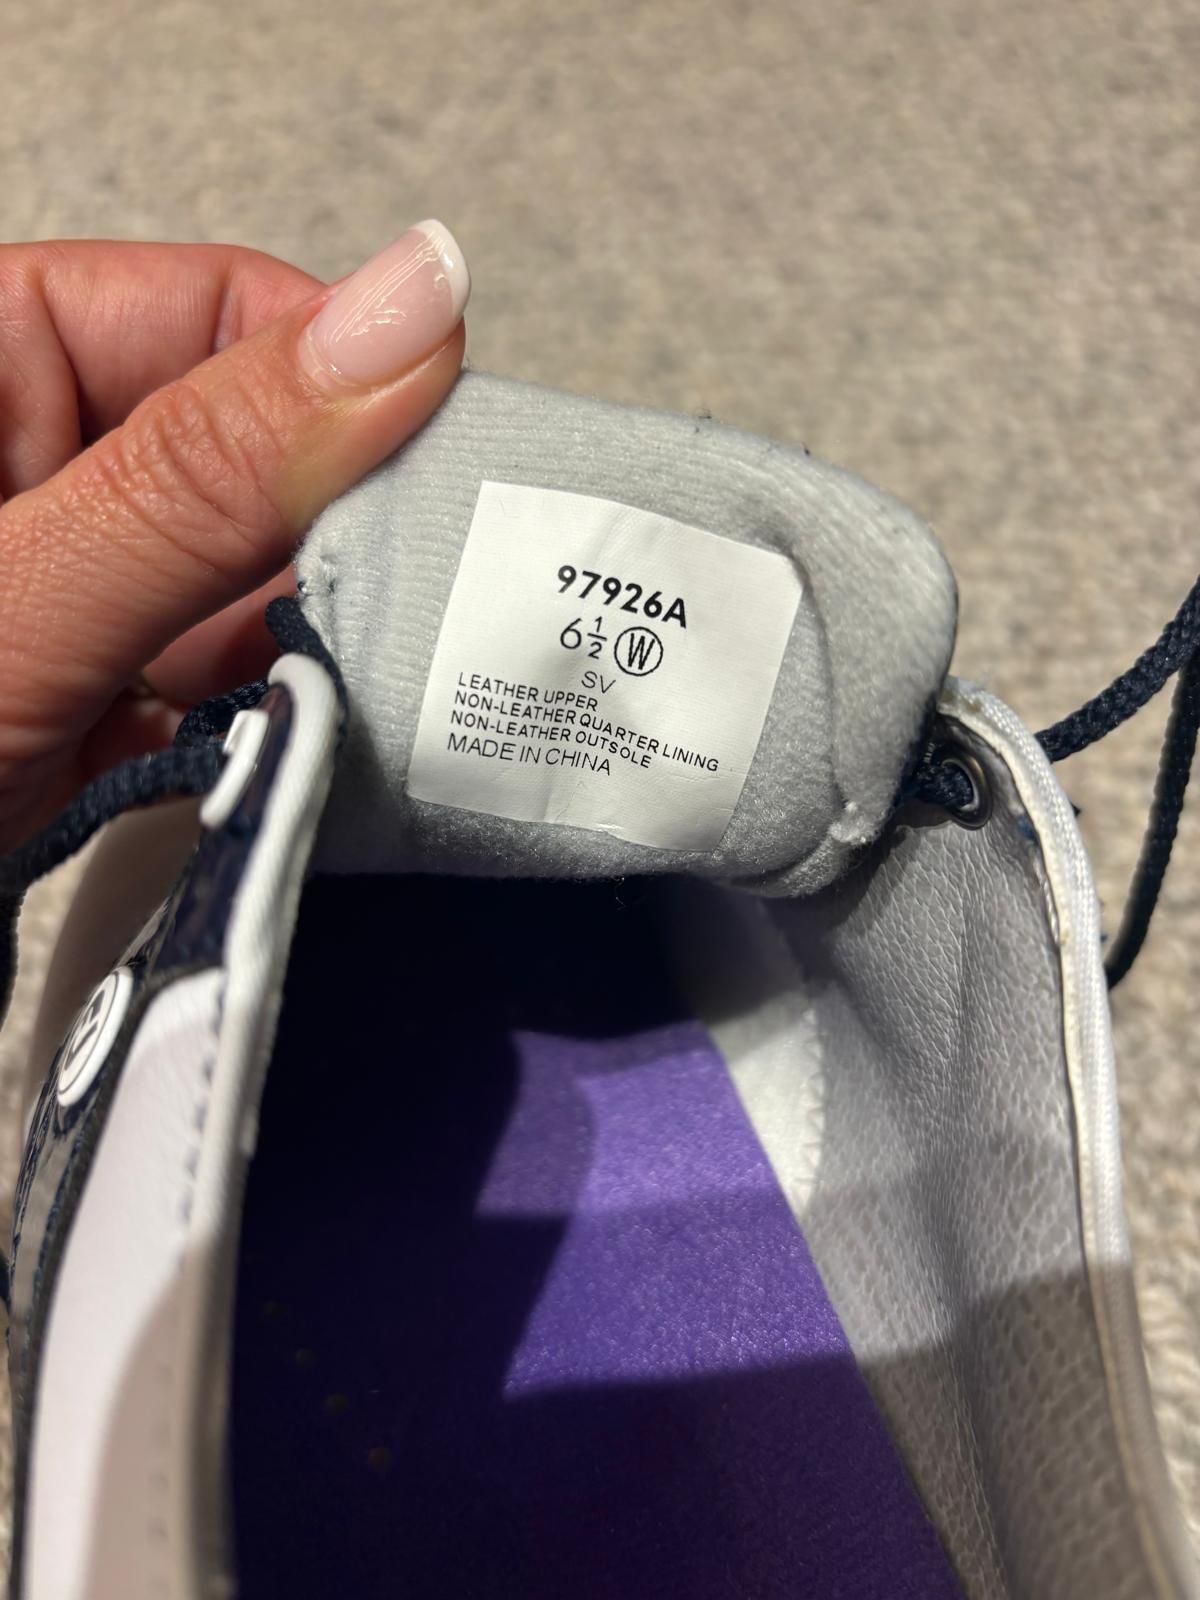 97926A
6½ W
SV
LEATHER UPPER
NON-LEATHER QUARTER LINING
NON-LEATHER OUTSOLE
MADE IN CHINA